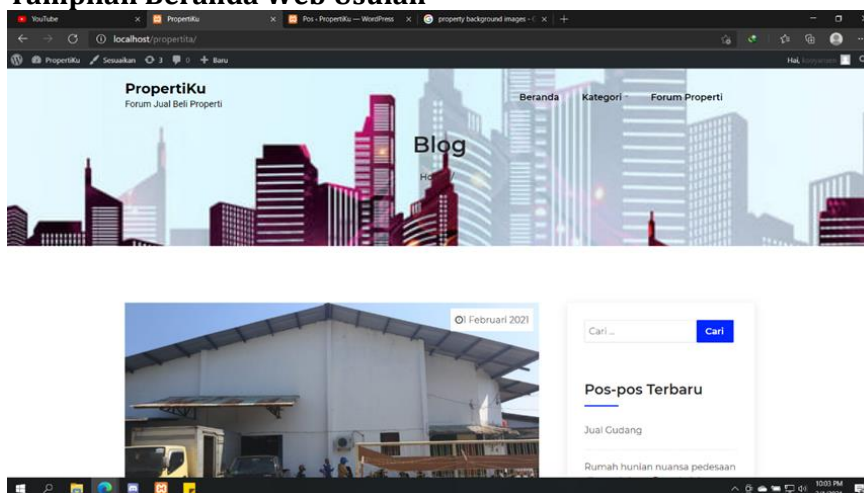 Tampilan Beranda Web Usulan
YouTube
PropertiKu
Pos ‹ PropertiKu — WordPress
property background images -
localhost/propertita/
PropertiKu
Sesuaikan
3
0
Baru
Hai,
PropertiKu
Forum Jual Beli Properti
Beranda
Kategori
Forum Properti
Blog
1 Februari 2021
Cari ...
Cari
Pos-pos Terbaru
Jual Gudang
Rumah hunian nuansa pedesaan
10:03 PM